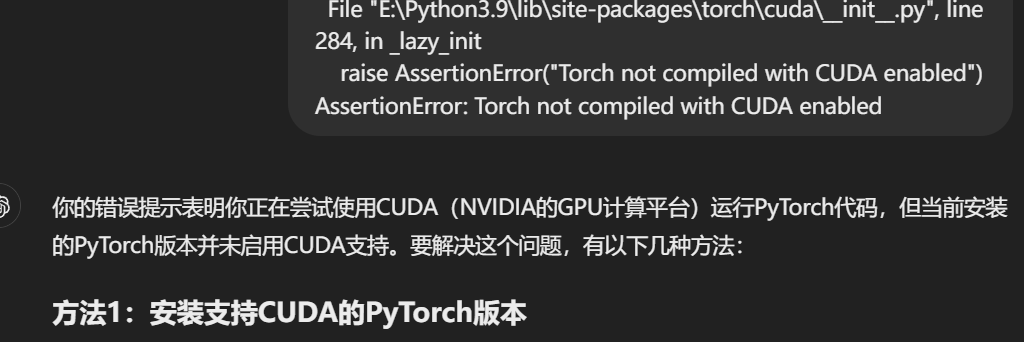 File "E:\Python3.9\lib\site-packages\torch\cuda\__init__.py", line
284, in _lazy_init
raise AssertionError("Torch not compiled with CUDA enabled")
AssertionError: Torch not compiled with CUDA enabled
你的错误提示表明你正在尝试使用CUDA（NVIDIA的GPU计算平台）运行PyTorch代码，但当前安装
的PyTorch版本并未启用CUDA支持。要解决这个问题，有以下几种方法：
方法1：安装支持CUDA的PyTorch版本